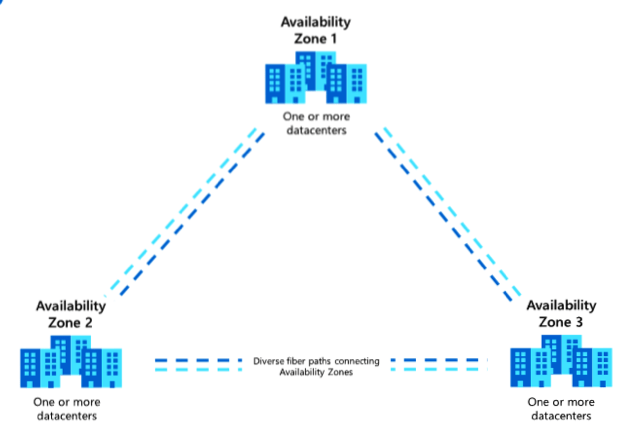 Availability
Zone 1
One or more
datacenters
Availability
Zone 2
One or more
datacenters
Diverse fiber paths connecting
Availability Zones
Availability
Zone 3
One or more
datacenters